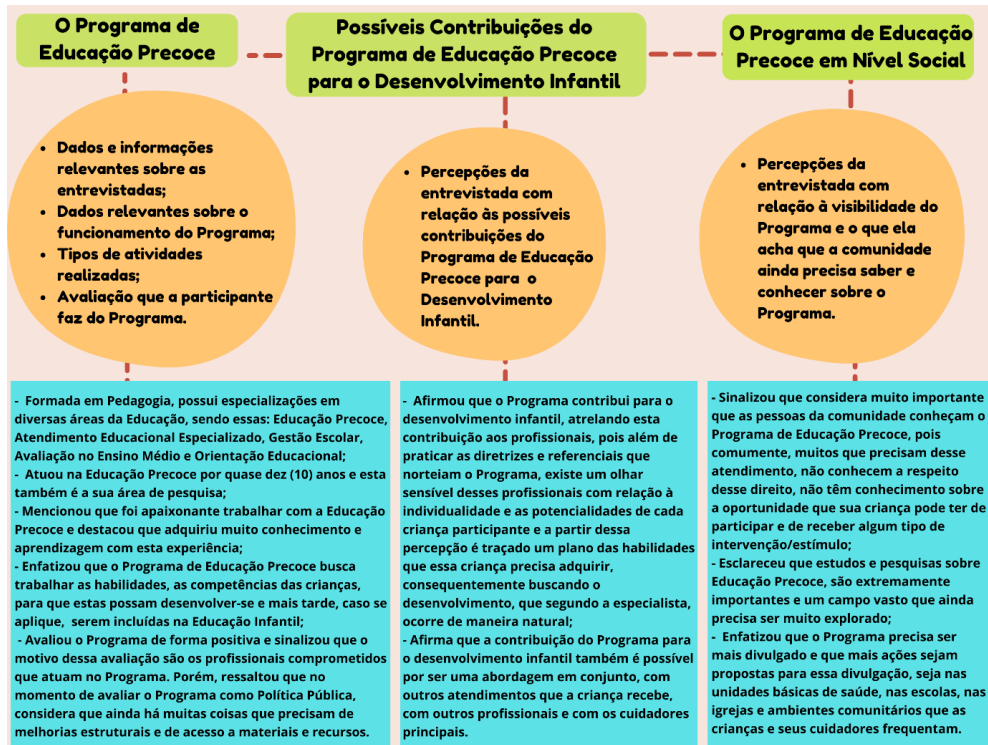 O Programa de
Educação Precoce
Possíveis Contribuições do
Programa de Educação Precoce
para o Desenvolvimento Infantil
O Programa de Educação
Precoce em Nível Social
• Dados e informações
relevantes sobre as
entrevistadas;
• Dados relevantes sobre o
funcionamento do Programa;
• Tipos de atividades
realizadas;
• Avaliação que a participante
faz do Programa.
• Percepções da
entrevistada com
relação às possíveis
contribuições do
Programa de Educação
Precoce para o
Desenvolvimento
Infantil.
• Percepções da
entrevistada com
relação à visibilidade do
Programa e o que ela
acha que a comunidade
ainda precisa saber e
conhecer sobre o
Programa.
- Formada em Pedagogia, possui especializações em
diversas áreas da Educação, sendo essas: Educação Precoce,
Atendimento Educacional Especializado, Gestão Escolar,
Avaliação no Ensino Médio e Orientação Educacional;
- Atuou na Educação Precoce por quase dez (10) anos e esta
também é a sua área de pesquisa;
- Mencionou que foi apaixonante trabalhar com a Educação
Precoce e destacou que adquiriu muito conhecimento e
aprendizagem com esta experiência;
- Enfatizou que o Programa de Educação Precoce busca
trabalhar as habilidades, as competências das crianças,
para que estas possam desenvolver-se e mais tarde, caso se
aplique, serem incluídas na Educação Infantil;
- Avaliou o Programa de forma positiva e sinalizou que o
motivo dessa avaliação são os profissionais comprometidos
que atuam no Programa. Porém, ressaltou que no
momento de avaliar o Programa como Política Pública,
considera que ainda há muitas coisas que precisam de
melhorias estruturais e de acesso a materiais e recursos.
- Afirmou que o Programa contribui para o
desenvolvimento infantil, atrelando esta
contribuição aos profissionais, pois além de
praticar as diretrizes e referenciais que
norteiam o Programa, existe um olhar
sensível desses profissionais com relação à
individualidade e as potencialidades de cada
criança participante e a partir dessa
percepção é traçado um plano das habilidades
que essa criança precisa adquirir,
consequentemente buscando o
desenvolvimento, que segundo a especialista,
ocorre de maneira natural;
- Afirma que a contribuição do Programa para
o desenvolvimento infantil também é possível
por ser uma abordagem em conjunto, com
outros atendimentos que a criança recebe,
com outros profissionais e com os cuidadores
principais.
- Sinalizou que considera muito importante
que as pessoas da comunidade conheçam o
Programa de Educação Precoce, pois
comumente, muitos que precisam desse
atendimento, não conhecem a respeito
desse direito, não têm conhecimento sobre
a oportunidade que sua criança pode ter de
participar e de receber algum tipo de
intervenção/estímulo;
- Esclareceu que estudos e pesquisas sobre
Educação Precoce, são extremamente
importantes e um campo vasto que ainda
precisa ser muito explorado;
- Enfatizou que o Programa precisa ser
mais divulgado e que mais ações sejam
propostas para essa divulgação, seja nas
unidades básicas de saúde, nas escolas, nas
igrejas e ambientes comunitários que as
crianças e seus cuidadores frequentam.